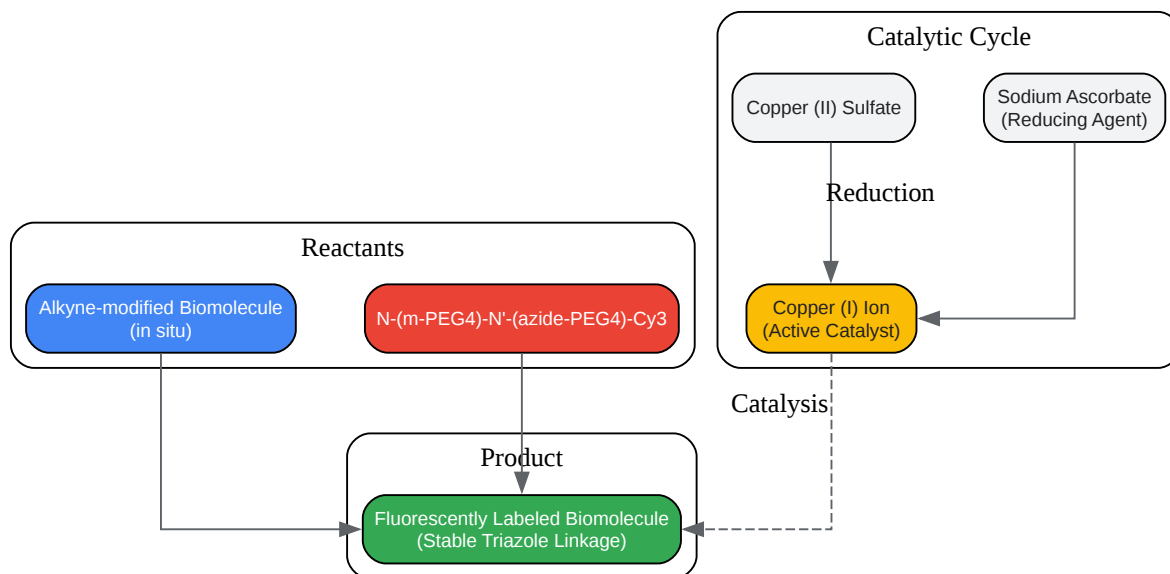 Catalytic Cycle
Copper (II) Sulfate
Sodium Ascorbate
(Reducing Agent)
Reduction
Reactants
Alkyne-modified Biomolecule
(in situ)
N-(m-PEG4)-N'-(azide-PEG4)-Cy3
Copper (I) Ion
(Active Catalyst)
Catalysis
Product
Fluorescently Labeled Biomolecule
(Stable Triazole Linkage)